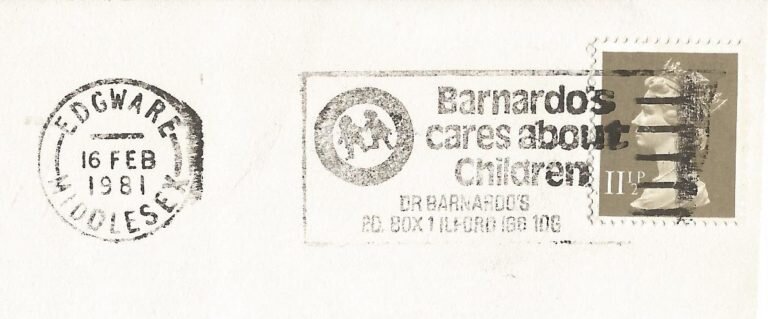 EDGWARE
16 FEB
1981
MIDDLESEX
Barnardo's
cares about
Children
DR BARNARDO'S
P.O. BOX 1 ILFORD IG6 1QG
11½P